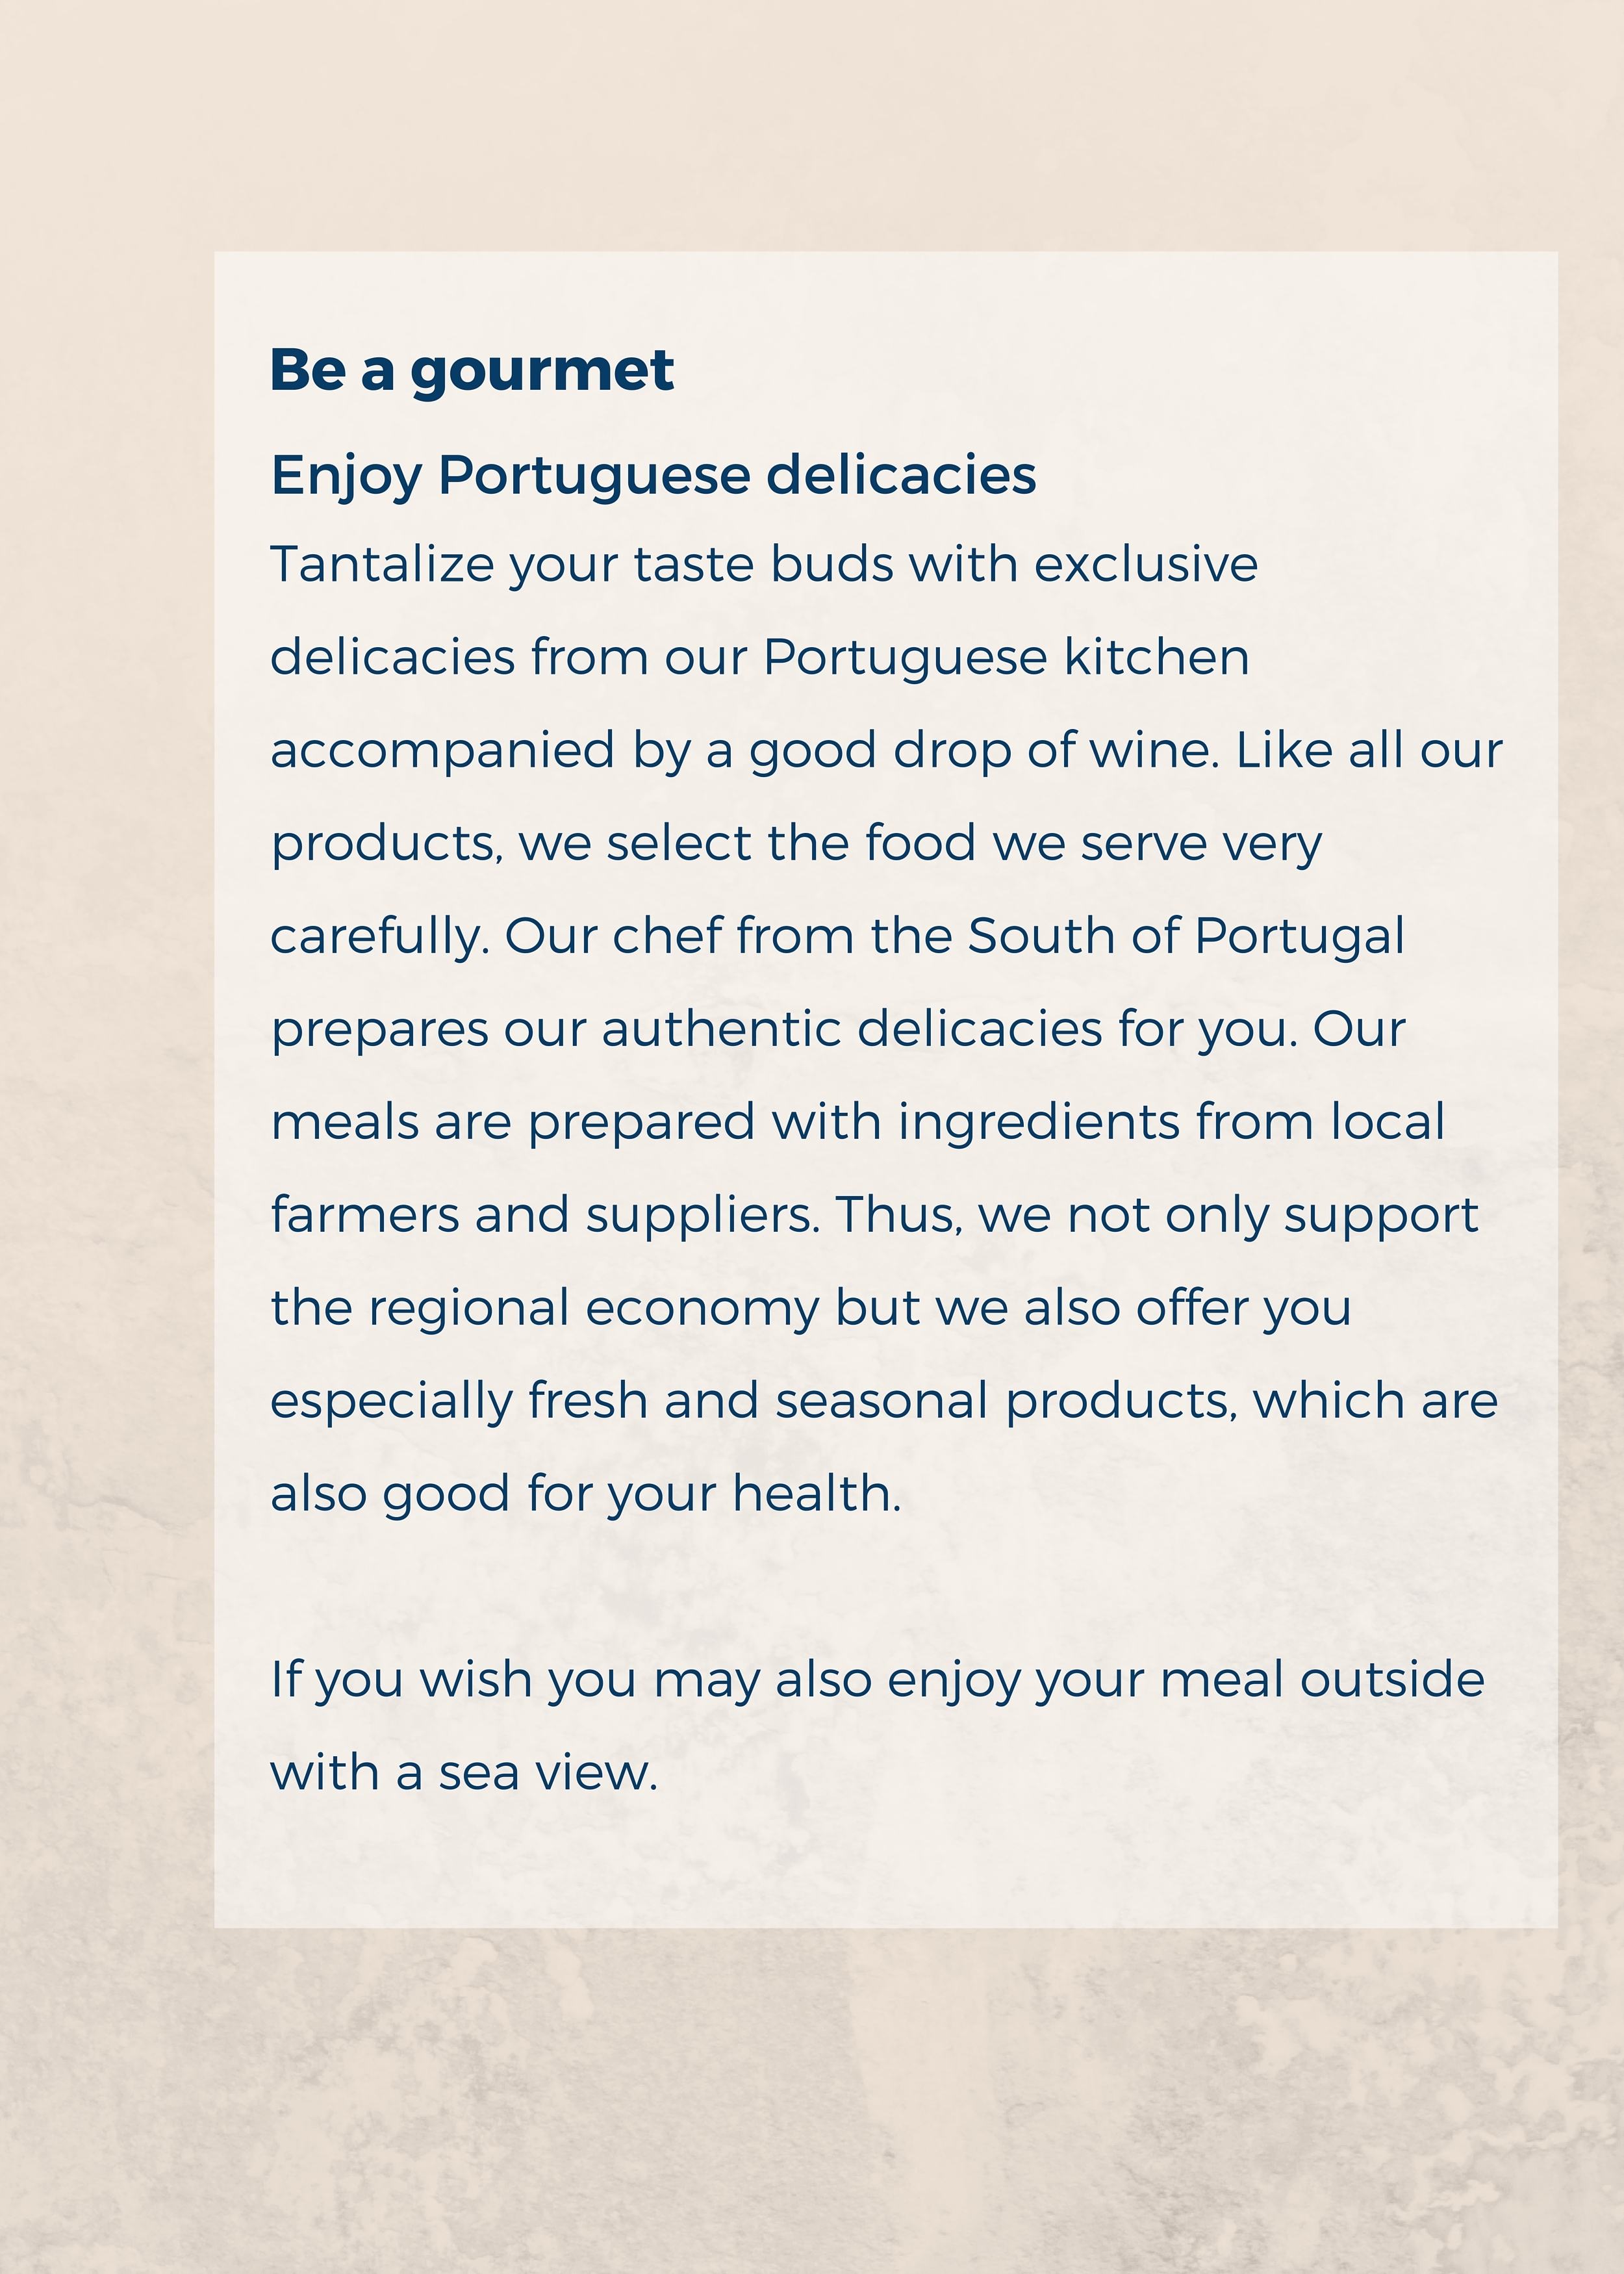 Be a gourmet
Enjoy Portuguese delicacies
Tantalize your taste buds with exclusive
delicacies from our Portuguese kitchen
accompanied by a good drop of wine. Like all our
products, we select the food we serve very
carefully. Our chef from the South of Portugal
prepares our authentic delicacies for you. Our
meals are prepared with ingredients from local
farmers and suppliers. Thus, we not only support
the regional economy but we also offer you
especially fresh and seasonal products, which are
also good for your health.
If you wish you may also enjoy your meal outside
with a sea view.